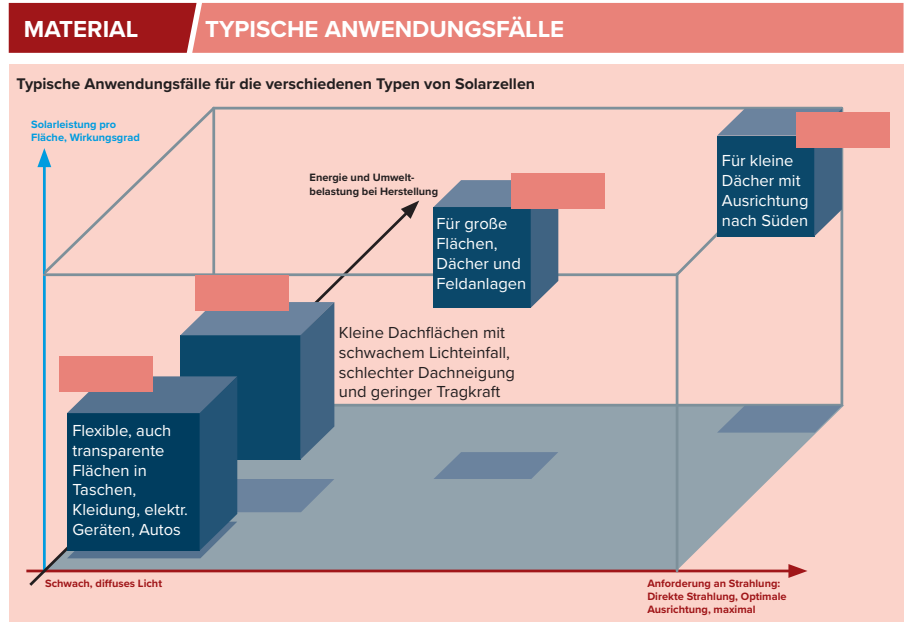 MATERIAL
TYPISCHE ANWENDUNGSFÄLLE
Typische Anwendungsfälle für die verschiedenen Typen von Solarzellen
Solarleistung pro
Fläche, Wirkungsgrad
Energie und Umwelt-
belastung bei Herstellung
Für kleine
Dächer mit
Ausrichtung
nach Süden
Für große
Flächen,
Dächer und
Feldanlagen
Kleine Dachflächen mit
schwachem Lichteinfall,
schlechter Dachneigung
und geringer Tragkraft
Flexible, auch
transparente
Flächen in
Taschen,
Kleidung, elektr.
Geräten, Autos
Schwach, diffuses Licht
Anforderung an Strahlung:
Direkte Strahlung, Optimale
Ausrichtung, maximal